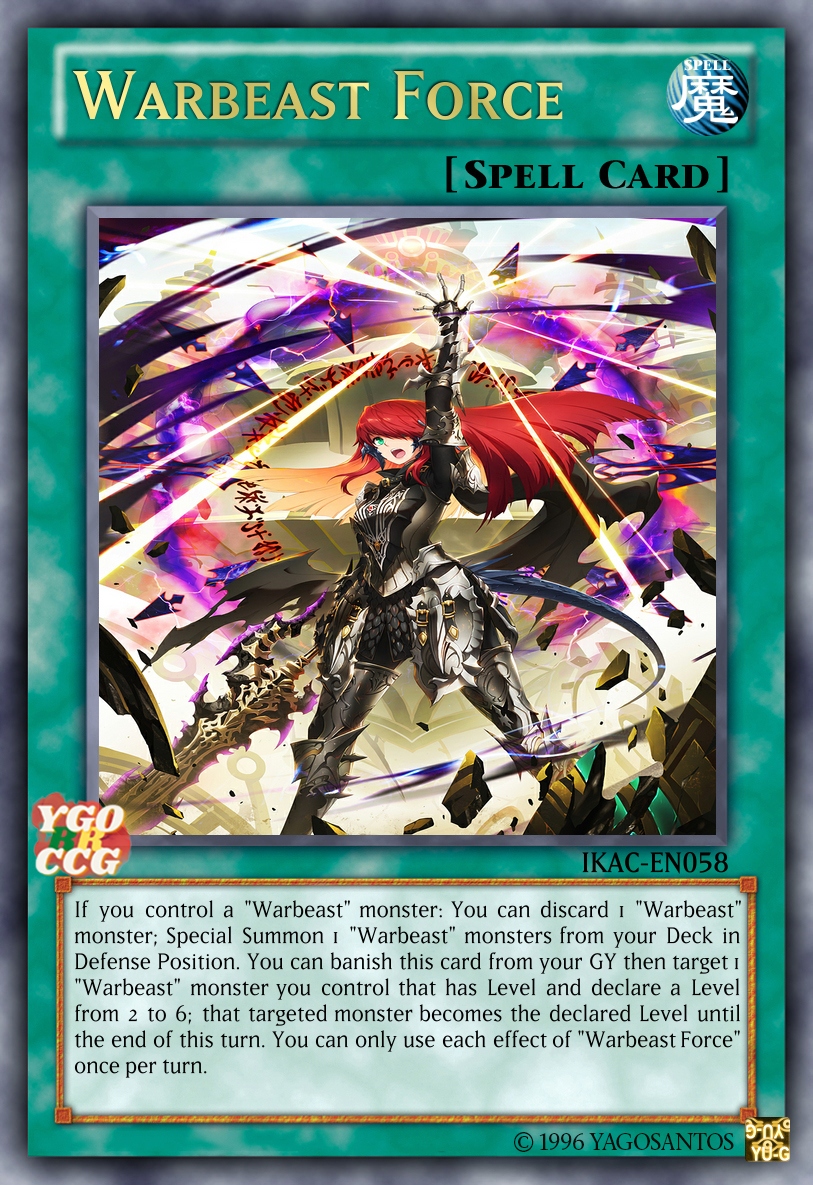 WARBEAST FORCE
SPELL
魔
[SPELL CARD]
YGO
BR
CCG
IKAC-EN058
If you control a "Warbeast" monster: You can discard 1 "Warbeast"
monster; Special Summon 1 "Warbeast" monsters from your Deck in
Defense Position. You can banish this card from your GY then target 1
"Warbeast" monster you control that has Level and declare a Level
from 2 to 6; that targeted monster becomes the declared Level until
the end of this turn. You can only use each effect of "Warbeast Force"
once per turn.
© 1996 YAGOSANTOS